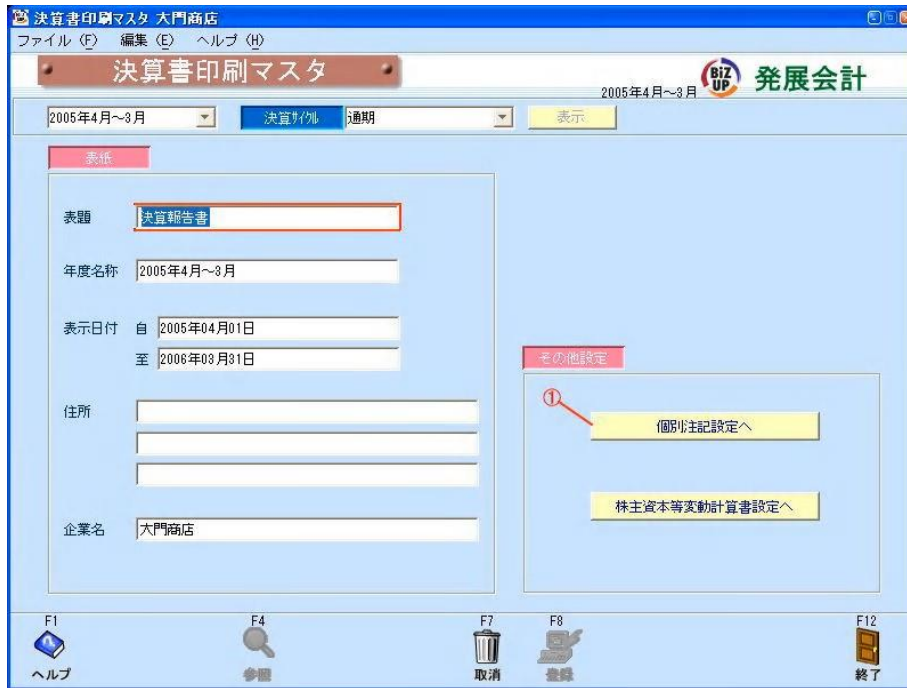 決算書印刷マスタ 大門商店
ファイル (F) 編集 (E) ヘルプ (H)
決算書印刷マスタ
2005年4月～3月
BiZ UP
発展会計
2005年4月～3月
決算ｻｲｸﾙ
通期
表示
表紙
表題
決算報告書
年度名称
2005年4月～3月
表示日付 自 2005年04月01日
至 2006年03月31日
その他設定
①
住所
個別注記設定へ
株主資本等変動計算書設定へ
企業名
大門商店
F1 F4 F7 F8 F12
ヘルプ 参照 取消 登録 終了